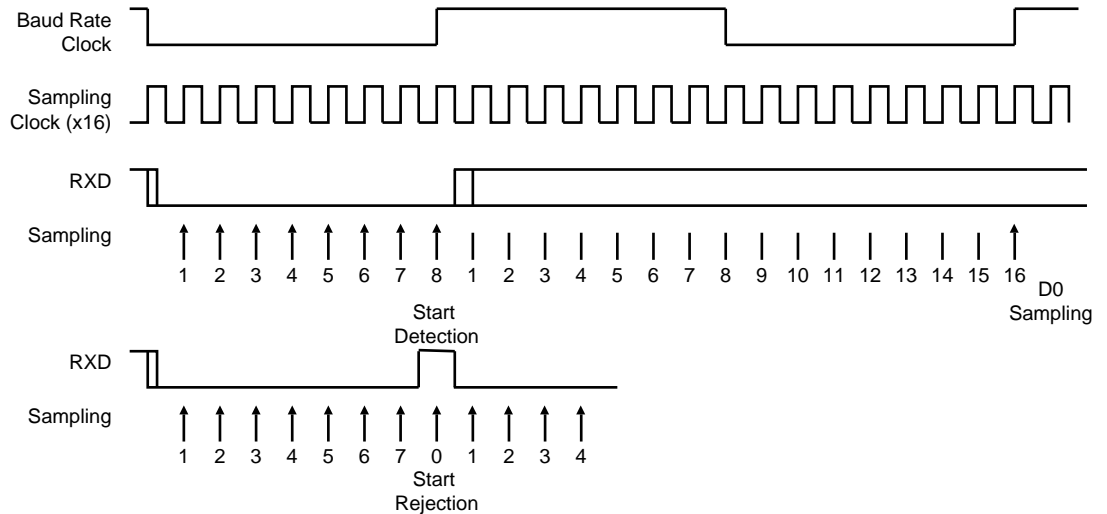 Baud Rate
Clock
Sampling
Clock (x16)
RXD
Sampling
1 2 3 4 5 6 7 8 1 2 3 4 5 6 7 8 9 10 11 12 13 14 15 16
D0
Sampling
Start
Detection
RXD
Sampling
1 2 3 4 5 6 7 0 1 2 3 4
Start
Rejection